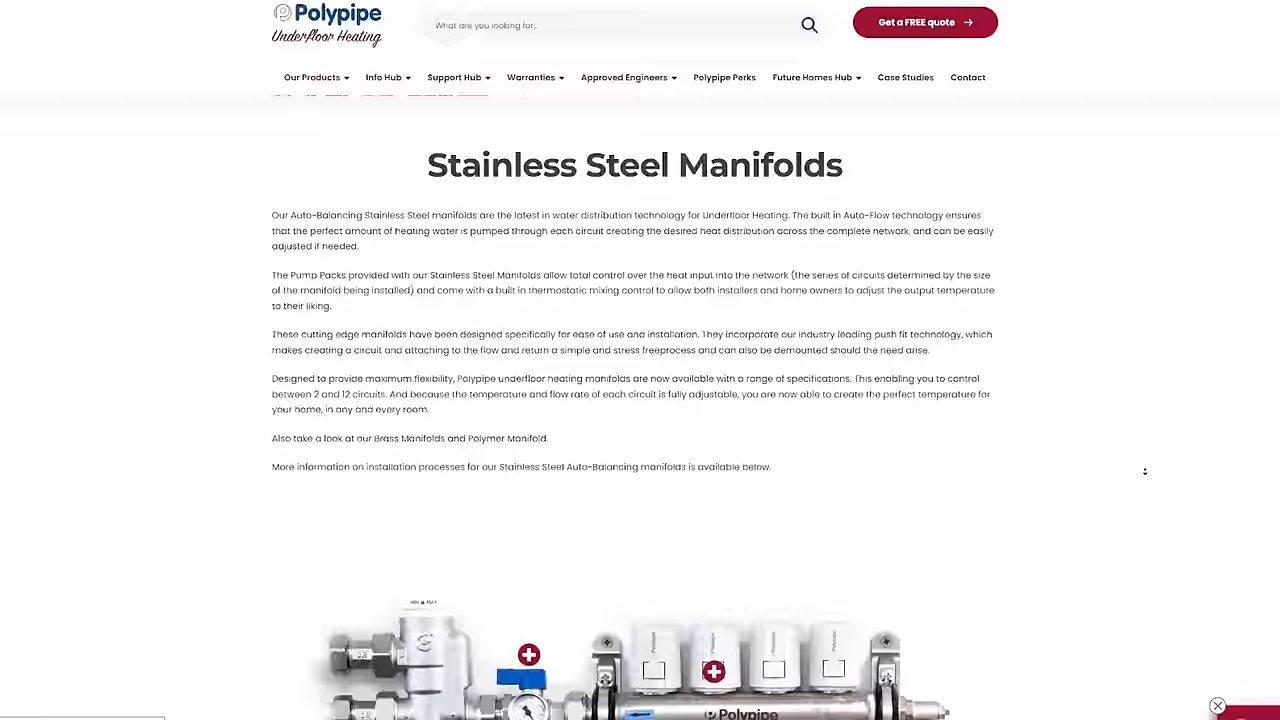 Polypipe
Underfloor Heating
What are you looking for..
Get a FREE quote
Our Products
Info Hub
Support Hub
Warranties
Approved Engineers
Polypipe Perks
Future Homes Hub
Case Studies
Contact
Stainless Steel Manifolds
Our Auto-Balancing Stainless Steel manifolds are the latest in water distribution technology for Underfloor Heating. The built in Auto-Flow technology ensures
that the perfect amount of heating water is pumped through each circuit creating the desired heat distribution across the complete network, and can be easily
adjusted if needed.
The Pump Packs provided with our Stainless Steel Manifolds allow total control over the heat input into the network (the series of circuits determined by the size
of the manifold being installed) and come with a built in thermostatic mixing control to allow both installers and home owners to adjust the output temperature
to their liking.
These cutting edge manifolds have been designed specifically for ease of use and installation. They incorporate our industry leading push fit technology, which
makes creating a circuit and attaching to the flow and return a simple and stress freeprocess and can also be demounted should the need arise.
Designed to provide maximum flexibility, Polypipe underfloor heating manifolds are now available with a range of specifications. This enabling you to control
between 2 and 12 circuits. And because the temperature and flow rate of each circuit is fully adjustable, you are now able to create the perfect temperature for
your home, in any and every room.
Also take a look at our Brass Manifolds and Polymer Manifold.
More information on installation processes for our Stainless Steel Auto-Balancing manifolds is available below.
MIN MAX
Polypipe